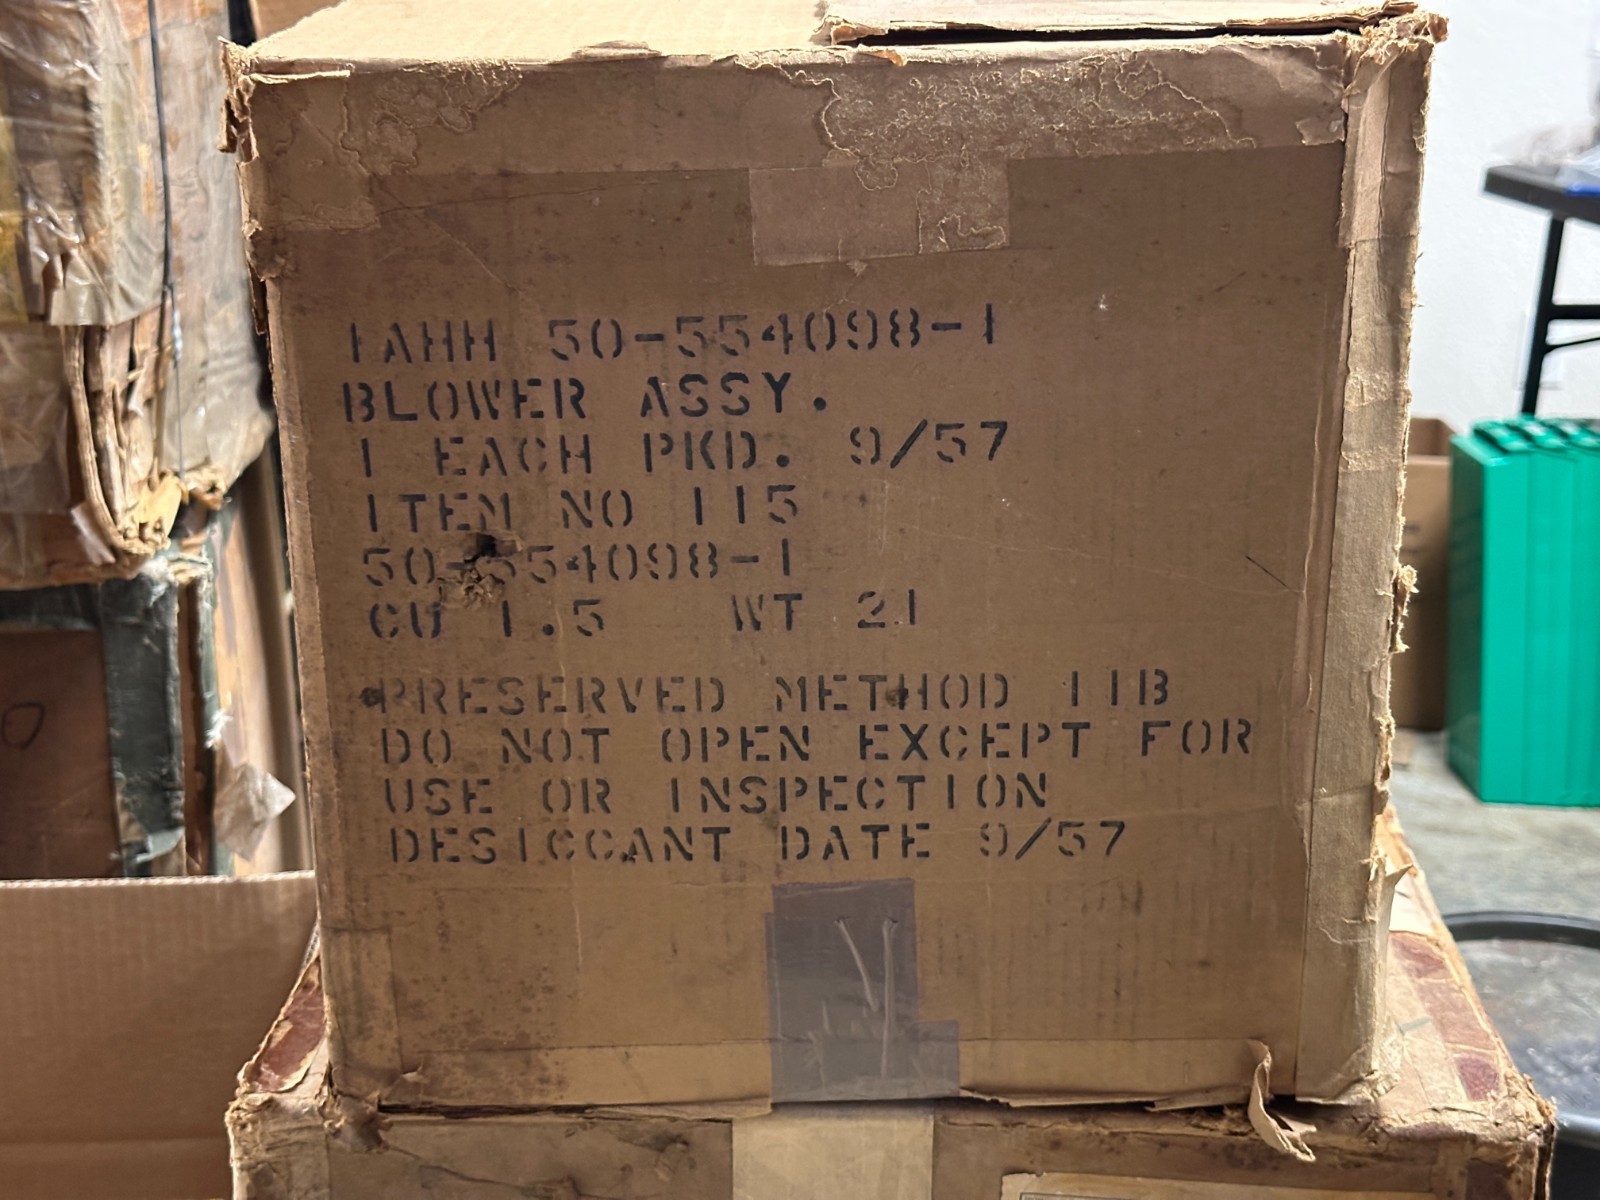 1AHH 50-554098-1
BLOWER ASSY.
1 EACH PKD. 9/57
ITEM NO 115
50-554098-1
CU 1.5 WT 21
PRESERVED METHOD IIB
DO NOT OPEN EXCEPT FOR
USE OR INSPECTION
DESICCANT DATE 9/57